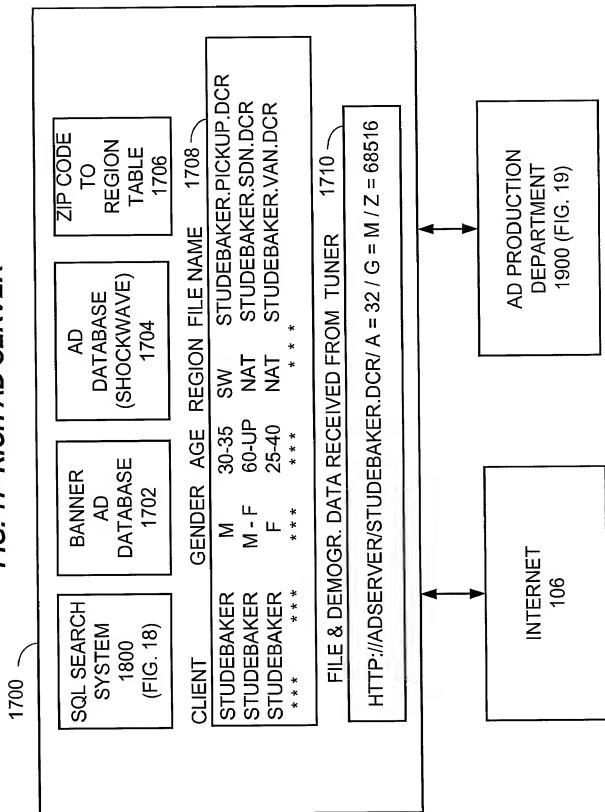 FIG. 17 RICH AD SERVER
1700
SQL SEARCH
SYSTEM
1800
(FIG. 18)
BANNER
AD
DATABASE
1702
AD
DATABASE
(SHOCKWAVE)
1704
ZIP CODE
TO
REGION
TABLE
1706
CLIENT GENDER AGE REGION FILE NAME 1708
STUDEBAKER M 30-35 SW STUDEBAKER.PICKUP.DCR
STUDEBAKER M - F 60-UP NAT STUDEBAKER.SDN.DCR
STUDEBAKER F 25-40 NAT STUDEBAKER.VAN.DCR
* * * * * * * * * * * *
FILE & DEMOGR. DATA RECEIVED FROM TUNER 1710
HTTP://ADSERVER/STUDEBAKER.DCR/ A = 32 / G = M / Z = 68516
INTERNET
106
AD PRODUCTION
DEPARTMENT
1900 (FIG. 19)